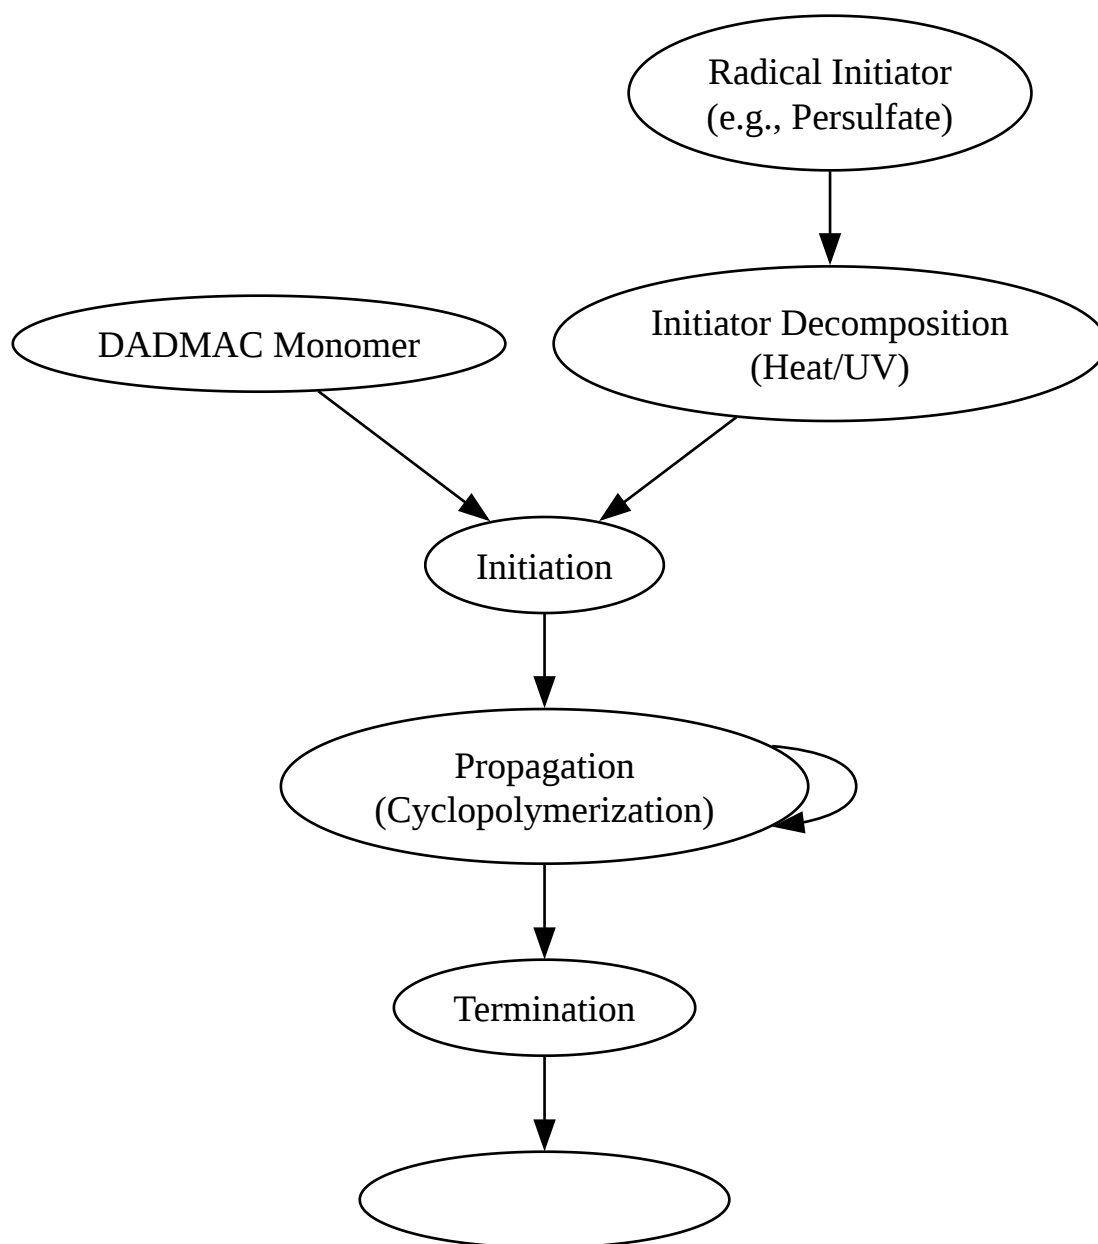 Radical Initiator
(e.g., Persulfate)
DADMAC Monomer
Initiator Decomposition
(Heat/UV)
Initiation
Propagation
(Cyclopolymerization)
Termination